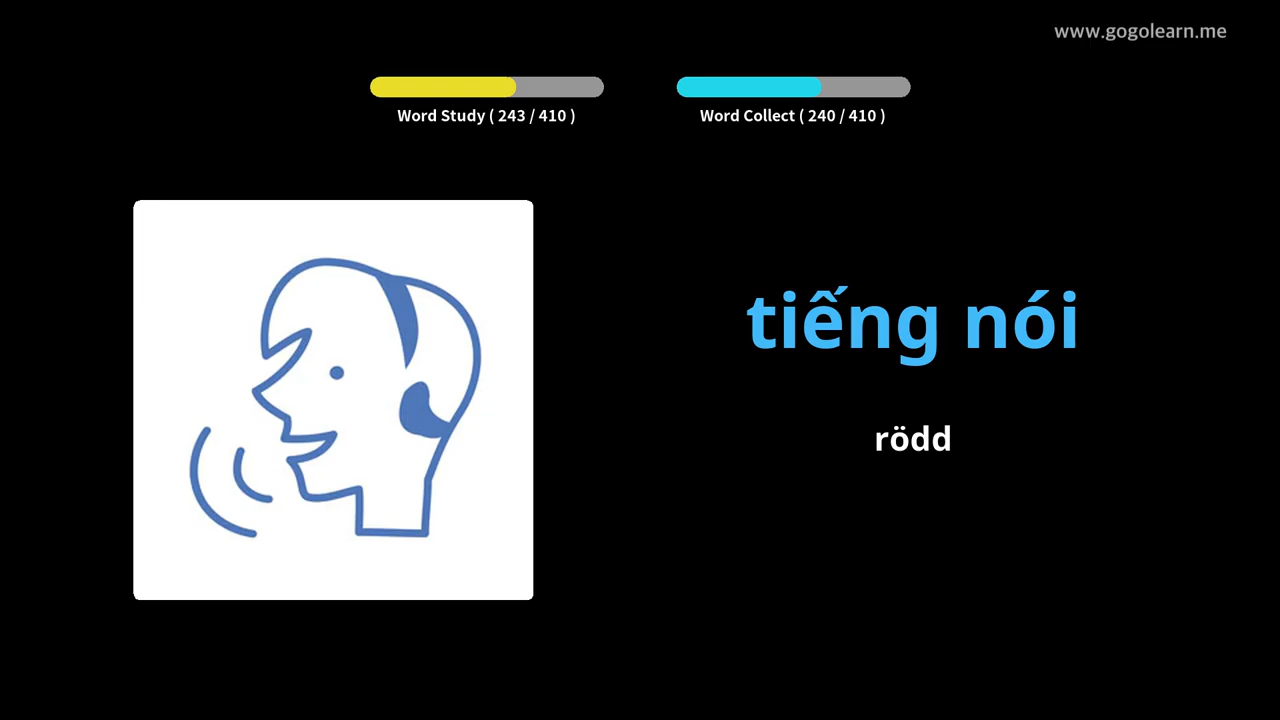 www.gogolearn.me
Word Study ( 243 / 410 )
Word Collect ( 240 / 410 )
tiếng nói
rödd